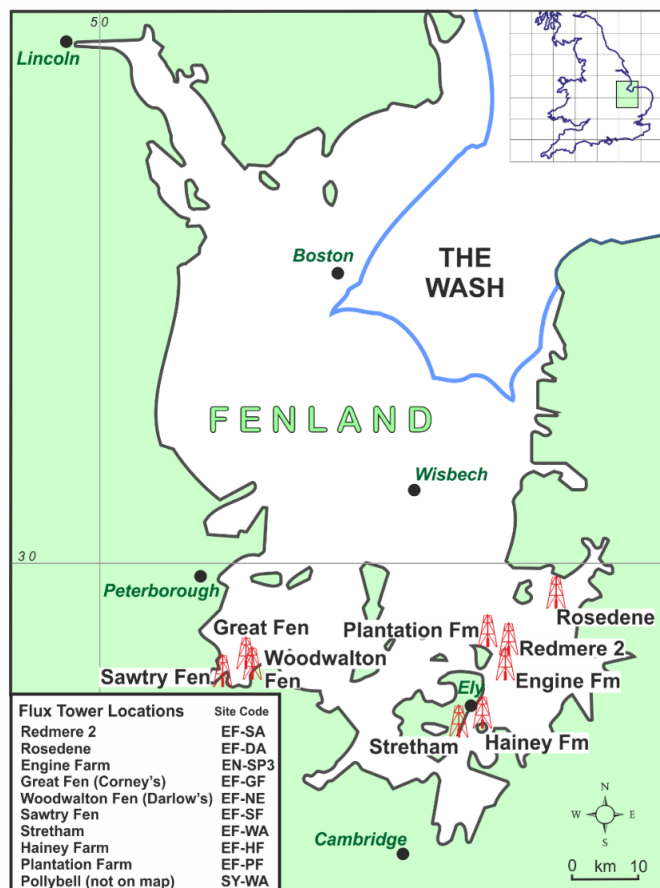 50
Lincoln
Boston
THE
WASH
FENLAND
Wisbech
30
Peterborough
Rosedene
Great Fen
Plantation Fm
Redmere 2
Woodwalton
Fen
Sawtry Fen
Engine Fm
Ely
Stretham
Hainey Fm
Cambridge
N
W E
S
0 km 10
Flux Tower Locations Site Code
Redmere 2 EF-SA
Rosedene EF-DA
Engine Farm EN-SP3
Great Fen (Corney's) EF-GF
Woodwalton Fen (Darlow's) EF-NE
Sawtry Fen EF-SF
Stretham EF-WA
Hainey Farm EF-HF
Plantation Farm EF-PF
Pollybell (not on map) SY-WA